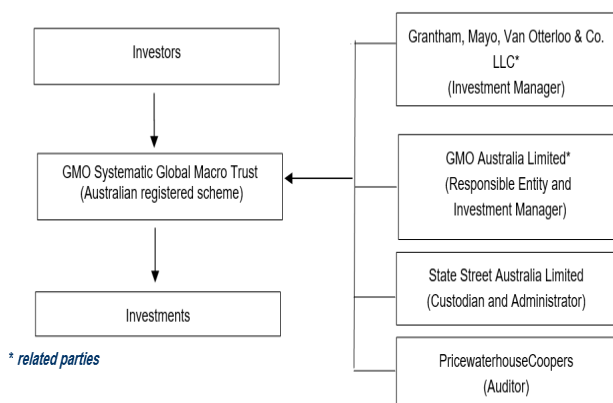 Investors
GMO Systematic Global Macro Trust
(Australian registered scheme)
Investments
* related parties
Grantham, Mayo, Van Otterloo & Co.
LLC*
(Investment Manager)
GMO Australia Limited*
(Responsible Entity and
Investment Manager)
State Street Australia Limited
(Custodian and Administrator)
PricewaterhouseCoopers
(Auditor)